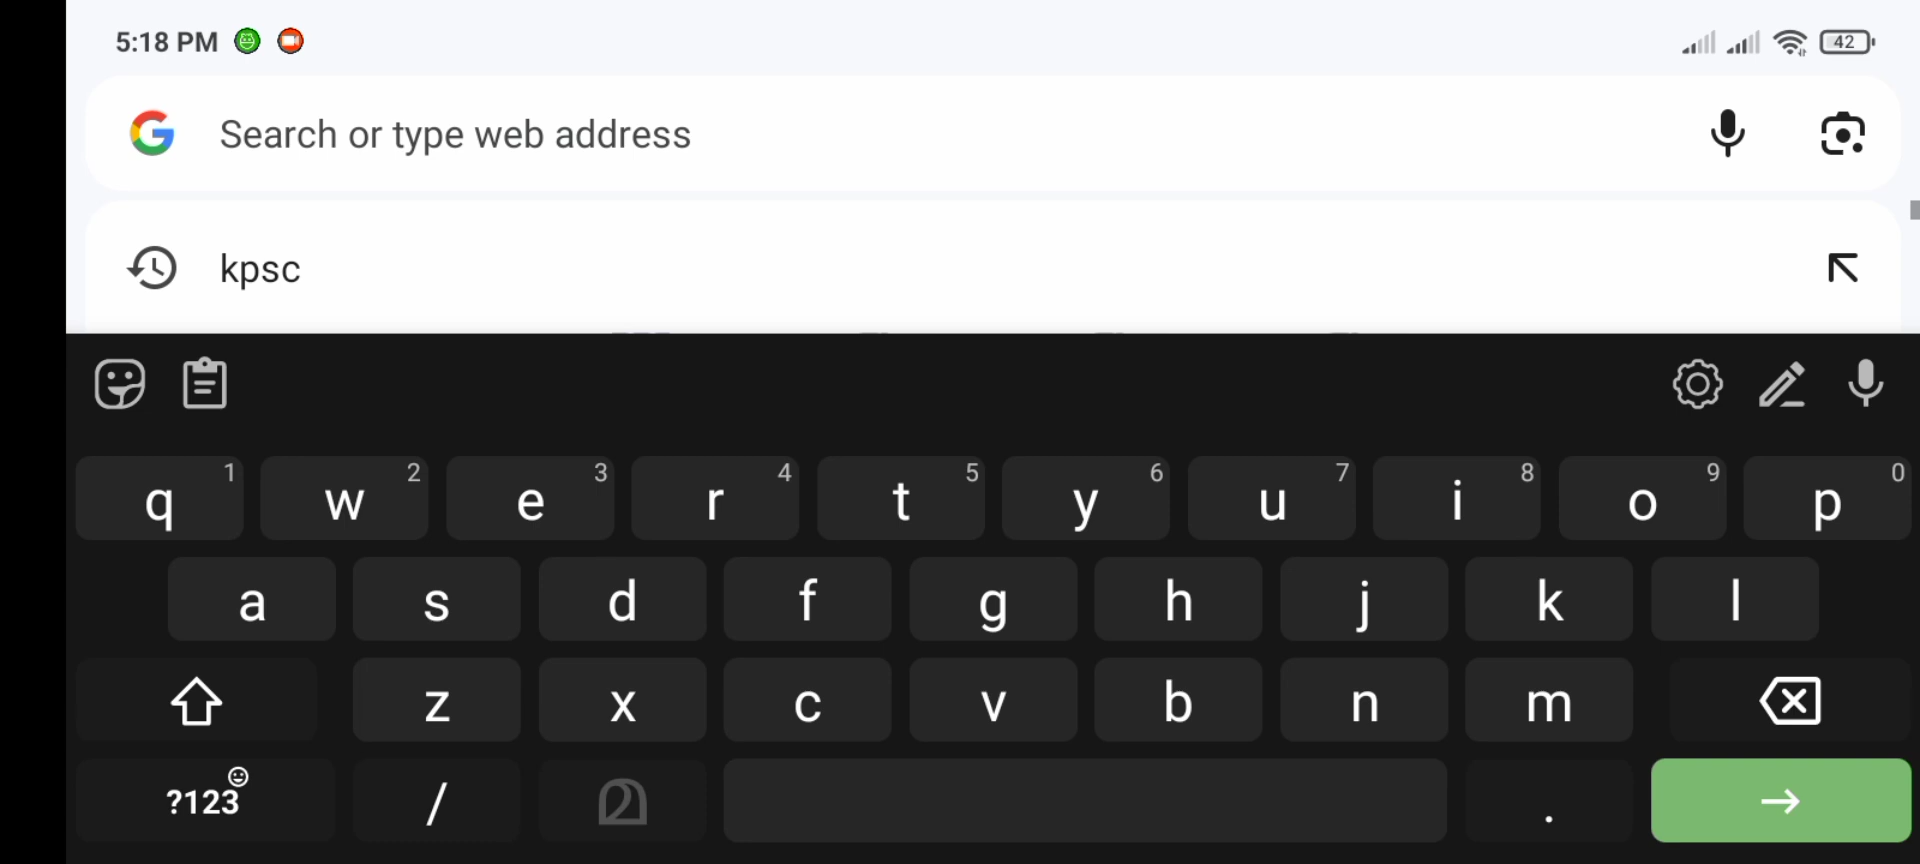 5:18 PM 42
Search or type web address
kpsc
q 1 w 2 e 3 r 4 t 5 y 6 u 7 i 8 o 9 p 0
a s d f g h j k l
z x c v b n m
?123 / മ .